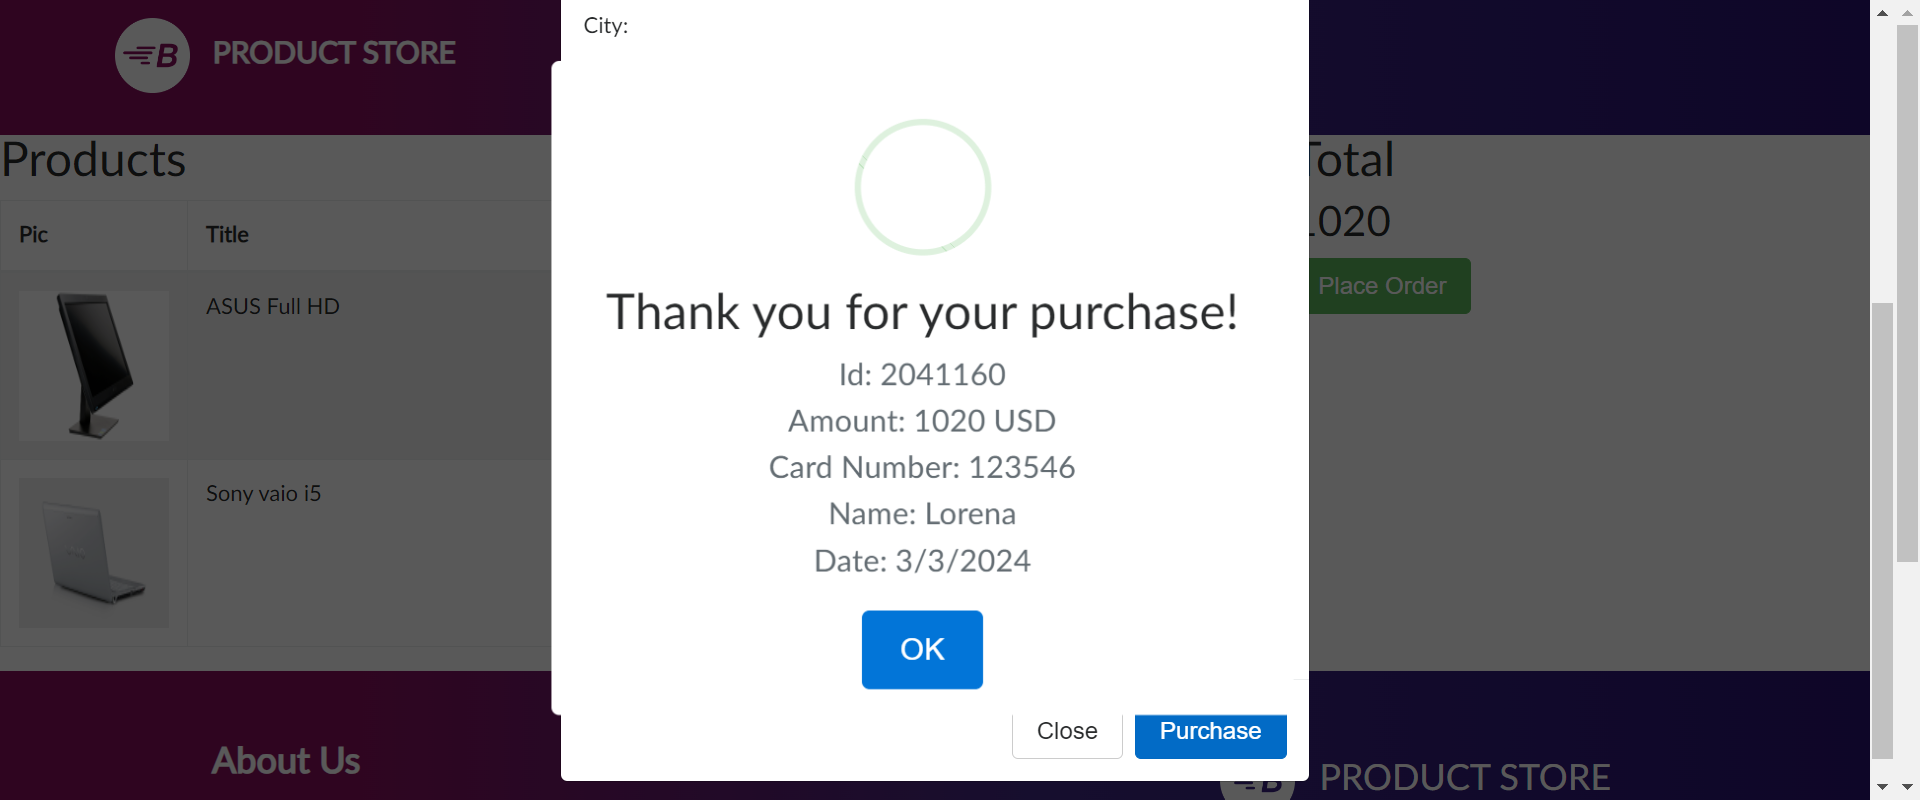 City:
B PRODUCT STORE
Products
Pic Title
ASUS Full HD
Sony vaio i5
Total
1020
Place Order
Thank you for your purchase!
Id: 2041160
Amount: 1020 USD
Card Number: 123546
Name: Lorena
Date: 3/3/2024
OK
Close Purchase
About Us
B PRODUCT STORE